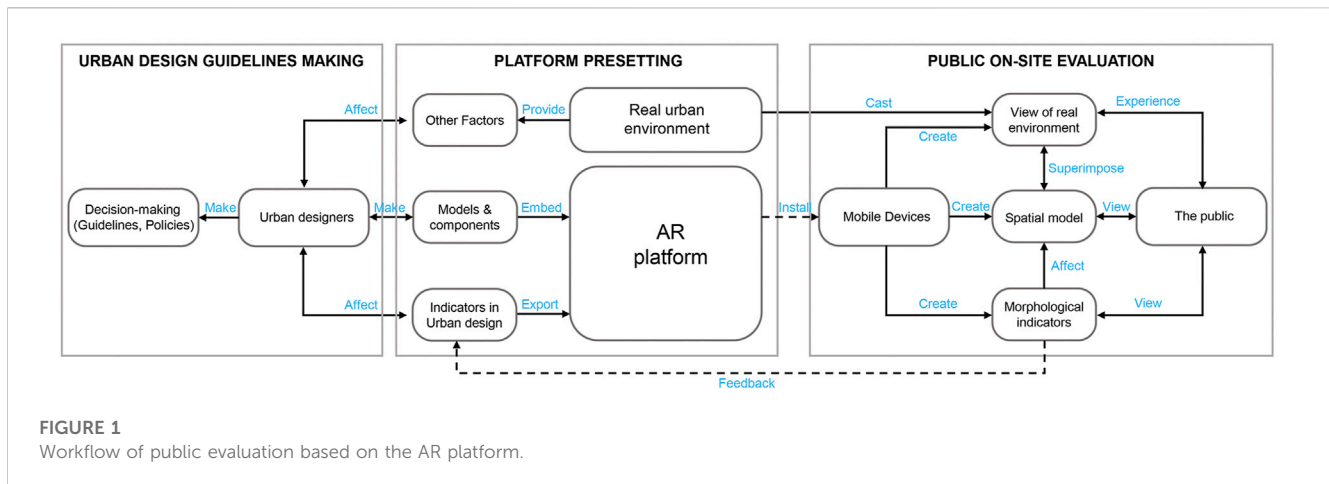 URBAN DESIGN GUIDELINES MAKING
PLATFORM PRESETTING
PUBLIC ON-SITE EVALUATION
Affect
Other Factors
Provide
Real urban
environment
Cast
View of real
environment
Experience
Create
Superimpose
Decision-making
(Guidelines, Policies)
Make
Urban designers
Make
Models &
components
Embed
AR
platform
Install
Mobile Devices
Create
Spatial model
View
The public
Affect
Affect
Indicators in
Urban design
Export
Create
Morphological
indicators
View
Feedback
FIGURE 1
Workflow of public evaluation based on the AR platform.